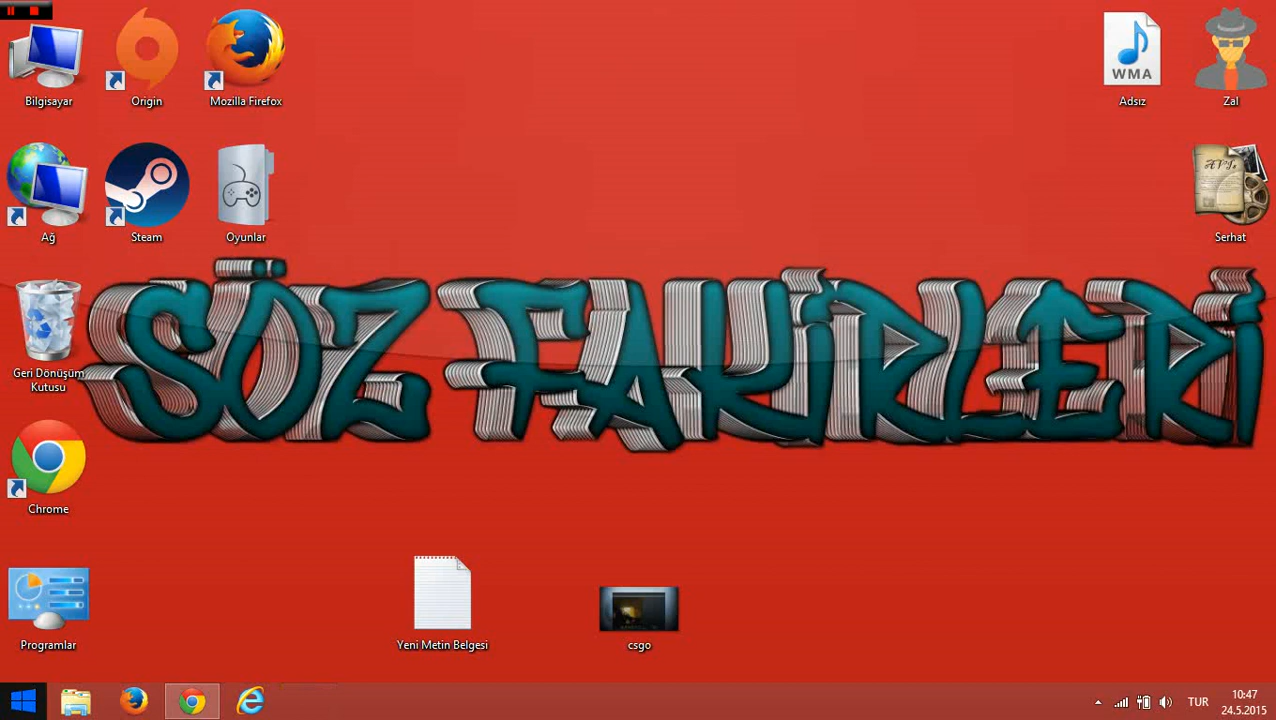 Bilgisayar
Origin
Mozilla Firefox
WMA
Adsız
Zal
Ağ
Steam
Oyunlar
Serhat
SÖZ FAKİRLERİ
Geri Dönüşüm
Kutusu
Chrome
Programlar
Yeni Metin Belgesi
csgo
TUR
10:47
24.5.2015